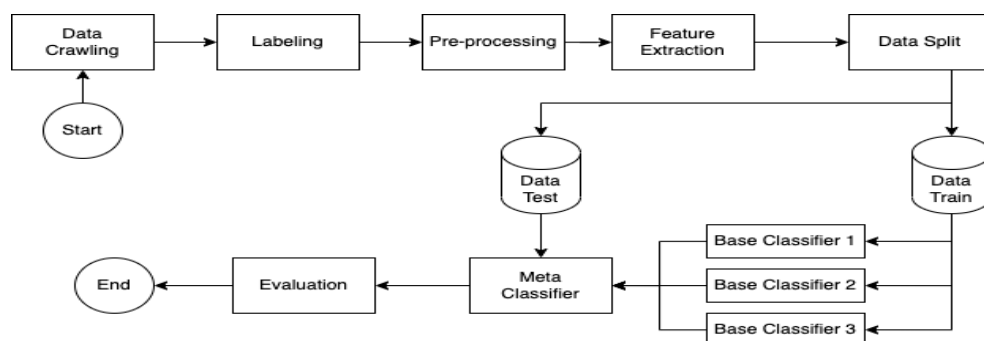 Data
Crawling
Labeling
Pre-processing
Feature
Extraction
Data Split
Start
Data
Test
Data
Train
Base Classifier 1
Base Classifier 2
Base Classifier 3
Meta
Classifier
Evaluation
End